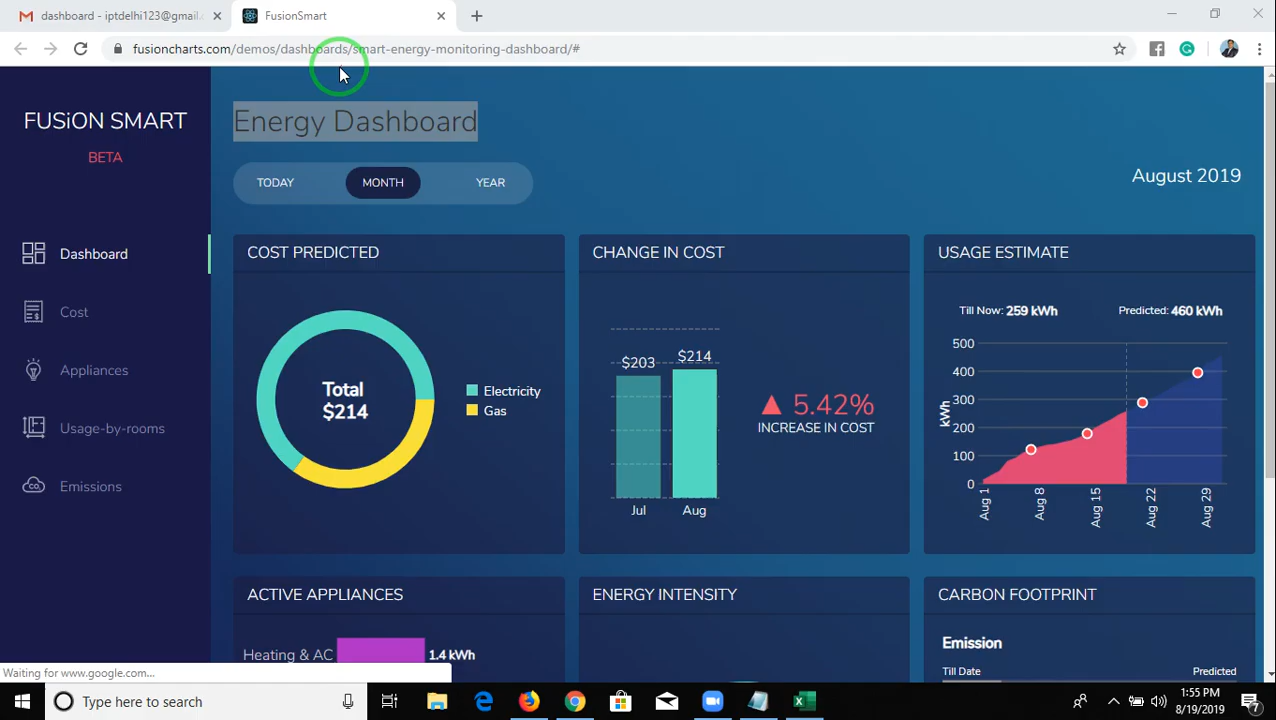 dashboard - iptdelhi123@gmail.c
FusionSmart
fusioncharts.com/demos/dashboards/smart-energy-monitoring-dashboard/#
FUSiON SMART
BETA
Dashboard
Cost
Appliances
Usage-by-rooms
Emissions
Energy Dashboard
TODAY
MONTH
YEAR
August 2019
COST PREDICTED
Total
$214
Electricity
Gas
CHANGE IN COST
$203
$214
Jul
Aug
5.42%
INCREASE IN COST
USAGE ESTIMATE
Till Now: 259 kWh
Predicted: 460 kWh
kWh
500
400
300
200
100
0
Aug 1
Aug 8
Aug 15
Aug 22
Aug 29
ACTIVE APPLIANCES
Heating & AC
1.4 kWh
ENERGY INTENSITY
CARBON FOOTPRINT
Emission
Till Date
Predicted
Waiting for www.google.com...
Type here to search
1:55 PM
8/19/2019
7